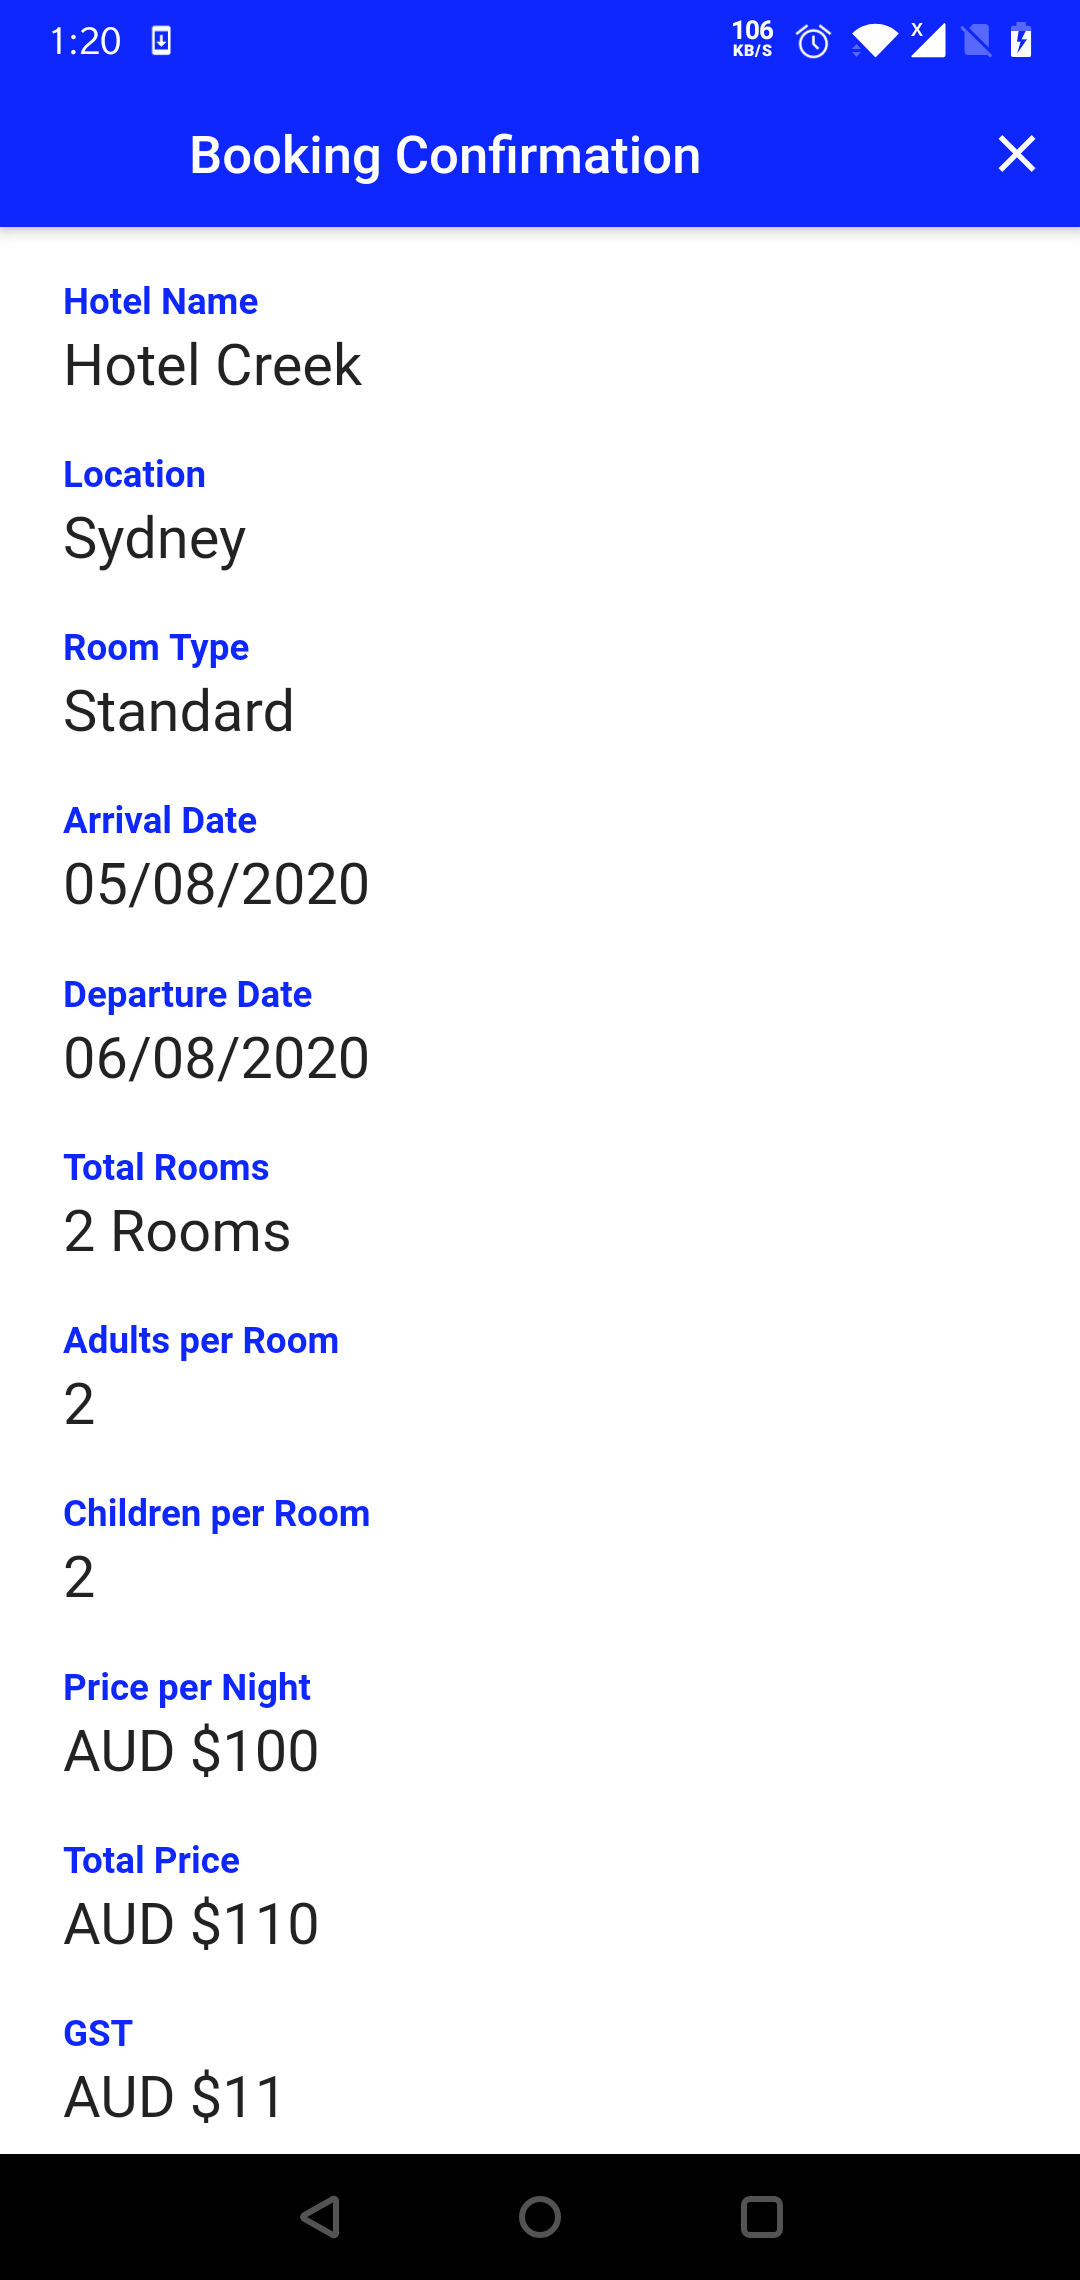 1:20
106
KB/S
X
Booking Confirmation
Hotel Name
Hotel Creek
Location
Sydney
Room Type
Standard
Arrival Date
05/08/2020
Departure Date
06/08/2020
Total Rooms
2 Rooms
Adults per Room
2
Children per Room
2
Price per Night
AUD $100
Total Price
AUD $110
GST
AUD $11